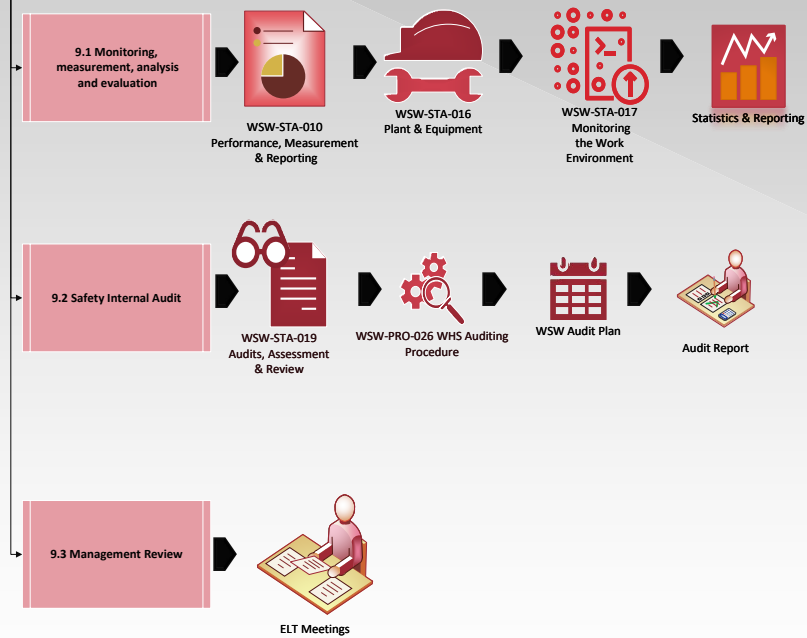 9.1 Monitoring,
measurement, analysis
and evaluation
WSW-STA-010
Performance, Measurement
& Reporting
WSW-STA-016
Plant & Equipment
WSW-STA-017
Monitoring
the Work
Environment
Statistics & Reporting
9.2 Safety Internal Audit
WSW-STA-019
Audits, Assessment
& Review
WSW-PRO-026 WHS Auditing
Procedure
WSW Audit Plan
Audit Report
9.3 Management Review
ELT Meetings